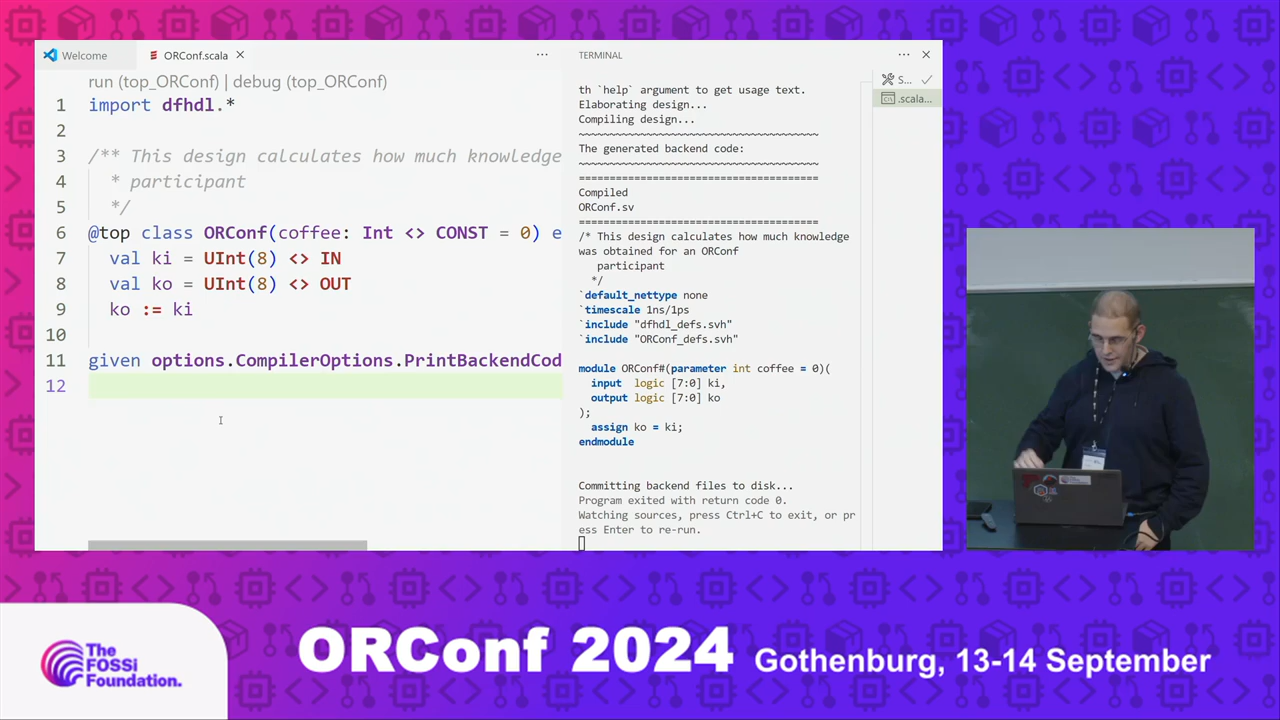 Welcome
ORConf.scala
run (top_ORConf) | debug (top_ORConf)
1 import dfhdl.*
2
3 /** This design calculates how much knowledge
4 * participant
5 */
6 @top class ORConf(coffee: Int <> CONST = 0) e
7 val ki = UInt(8) <> IN
8 val ko = UInt(8) <> OUT
9 ko := ki
10
11 given options.CompilerOptions.PrintBackendCod
12
TERMINAL
th `help` argument to get usage text.
Elaborating design...
Compiling design...
~~~~~~~~~~~~~~~~~~~~~~~~~~~~~~~~~~~~~~~
The generated backend code:
~~~~~~~~~~~~~~~~~~~~~~~~~~~~~~~~~~~~~~~
=======================================
Compiled
ORConf.sv
=======================================
/* This design calculates how much knowledge
was obtained for an ORConf
participant
*/
`default_nettype none
`timescale 1ns/1ps
`include "dfhdl_defs.svh"
`include "ORConf_defs.svh"
module ORConf#(parameter int coffee = 0)(
input logic [7:0] ki,
output logic [7:0] ko
);
assign ko = ki;
endmodule
Committing backend files to disk...
Program exited with return code 0.
Watching sources, press Ctrl+C to exit, or pr
ess Enter to re-run.
S...
.scala...
The
FOSSi
Foundation.
ORConf 2024 Gothenburg, 13-14 September